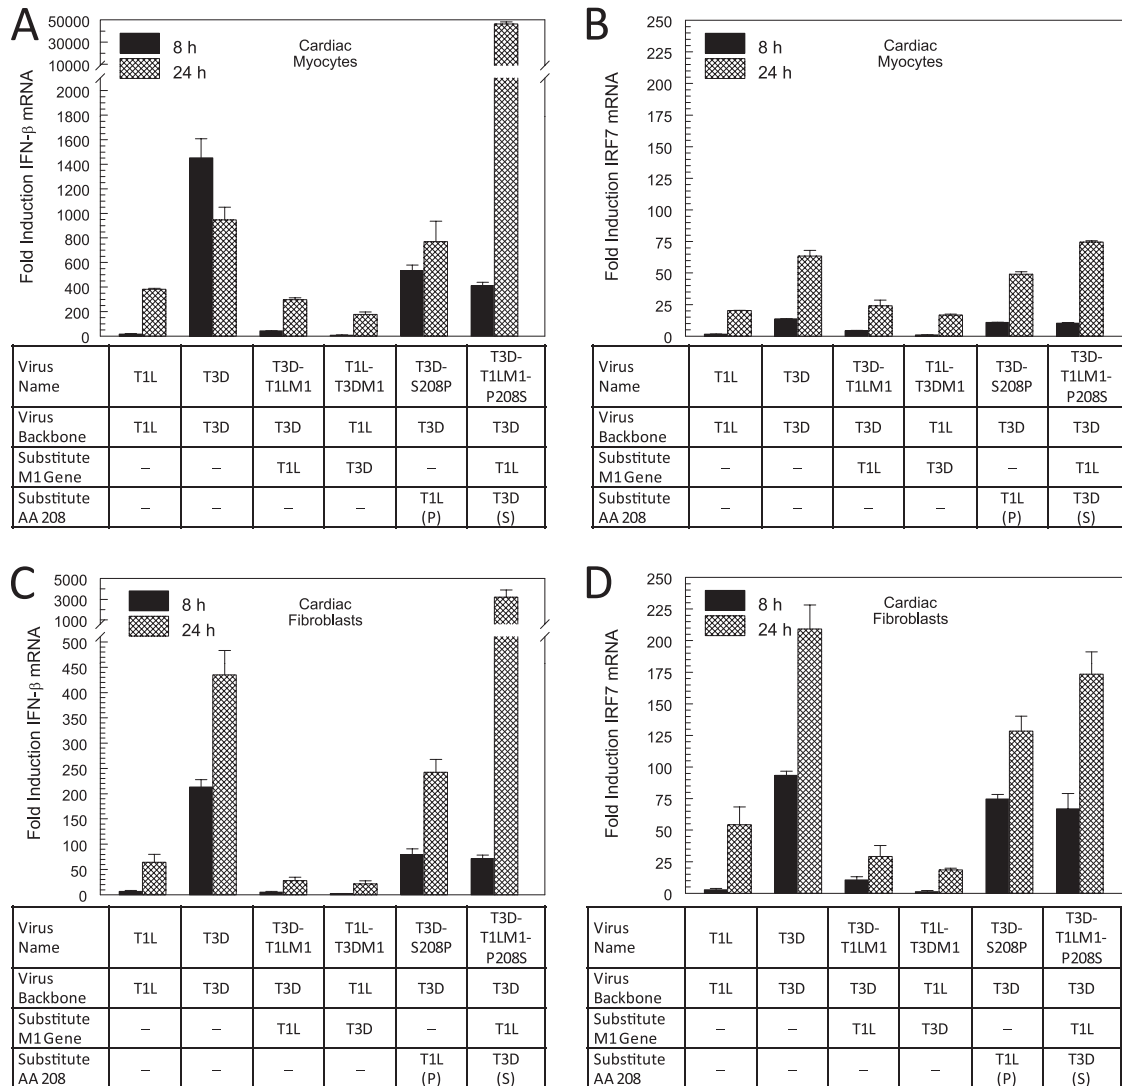 A
B
Fold Induction IFN-β mRNA
50000
30000
10000
2000
1800
1600
1400
1200
1000
800
600
400
200
0
8 h
24 h
Cardiac
Myocytes
Virus
Name
T1L
T3D
T3D-
T1LM1
T1L-
T3DM1
T3D-
S208P
T3D-
T1LM1-
P208S
Virus
Backbone
T1L
T3D
T3D
T1L
T3D
T3D
Substitute
M1 Gene
–
–
T1L
T3D
–
T1L
Substitute
AA 208
–
–
–
–
T1L
(P)
T3D
(S)
Fold Induction IRF7 mRNA
250
225
200
175
150
125
100
75
50
25
0
8 h
24 h
Cardiac
Myocytes
Virus
Name
T1L
T3D
T3D-
T1LM1
T1L-
T3DM1
T3D-
S208P
T3D-
T1LM1-
P208S
Virus
Backbone
T1L
T3D
T3D
T1L
T3D
T3D
Substitute
M1 Gene
–
–
T1L
T3D
–
T1L
Substitute
AA 208
–
–
–
–
T1L
(P)
T3D
(S)
C
D
Fold Induction IFN-β mRNA
5000
3000
1000
500
450
400
350
300
250
200
150
100
50
0
8 h
24 h
Cardiac
Fibroblasts
Virus
Name
T1L
T3D
T3D-
T1LM1
T1L-
T3DM1
T3D-
S208P
T3D-
T1LM1-
P208S
Virus
Backbone
T1L
T3D
T3D
T1L
T3D
T3D
Substitute
M1 Gene
–
–
T1L
T3D
–
T1L
Substitute
AA 208
–
–
–
–
T1L
(P)
T3D
(S)
Fold Induction IRF7 mRNA
250
225
200
175
150
125
100
75
50
25
0
8 h
24 h
Cardiac
Fibroblasts
Virus
Name
T1L
T3D
T3D-
T1LM1
T1L-
T3DM1
T3D-
S208P
T3D-
T1LM1-
P208S
Virus
Backbone
T1L
T3D
T3D
T1L
T3D
T3D
Substitute
M1 Gene
–
–
T1L
T3D
–
T1L
Substitute
AA 208
–
–
–
–
T1L
(P)
T3D
(S)